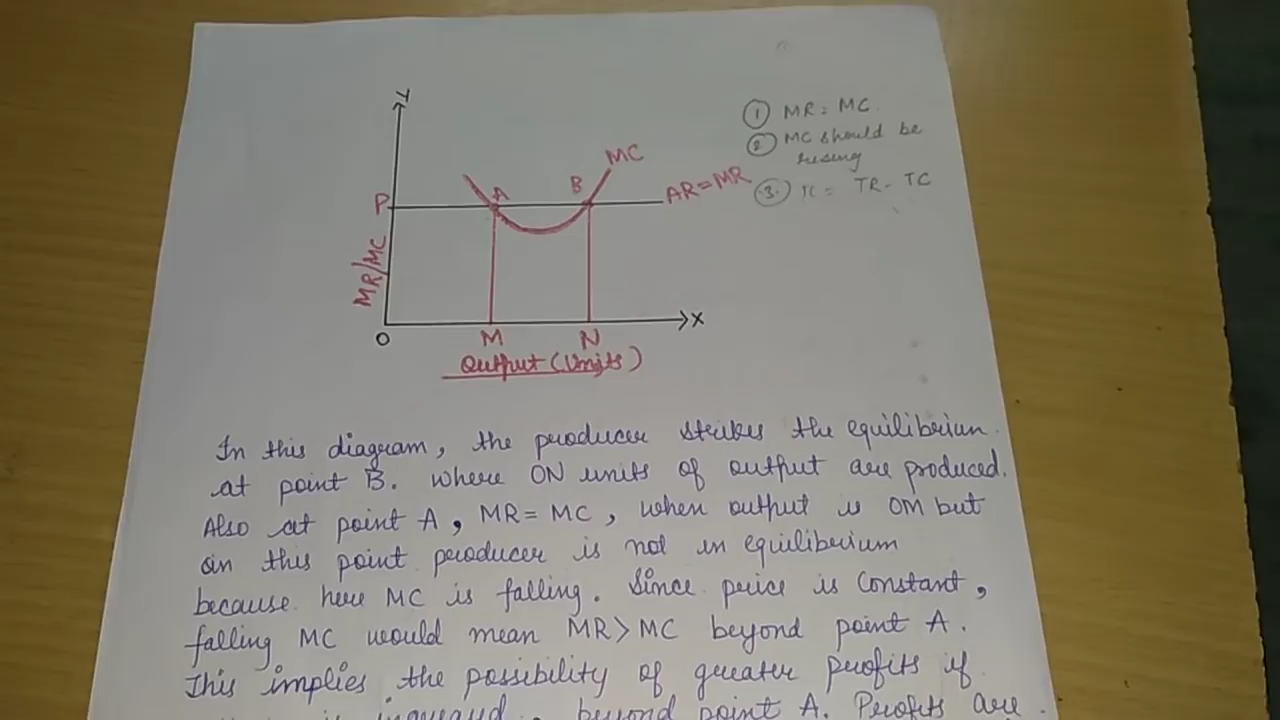 Y
① MR = MC.
② MC should be
rising
③. π = TR - TC
MC
A
B
AR=MR
P
MR/MC
O
M
N
X
Output (Units)
In this diagram, the producer strikes the equilibrium
at point B. where ON units of output are produced.
Also at point A, MR = MC, when output is OM but
on this point producer is not in equilibrium
because here MC is falling. Since price is constant,
falling MC would mean MR > MC beyond point A.
This implies the possibility of greater profits if
beyond point A. Profits are